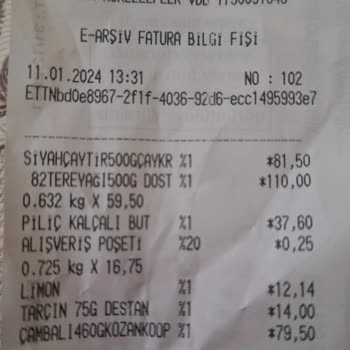 E-ARŞİV FATURA BİLGİ FİŞİ
11.01.2024 13:31 NO : 102
ETTNbd0e8967-2f1f-4036-92d6-ecc1495993e7
SİYAHÇAYTİR500GÇAYKR %1 *81,50
82TEREYAĞI500G DOST %1 *110,00
0.632 kg X 59,50
PİLİÇ KALÇALI BUT %1 *37,60
ALIŞVERİŞ POŞETİ %20 *0,25
0.725 kg X 16,75
LİMON %1 *12,14
TARÇIN 75G DESTAN %1 *14,00
ÇAMBALI460GKOZANKOOP %1 *79,50